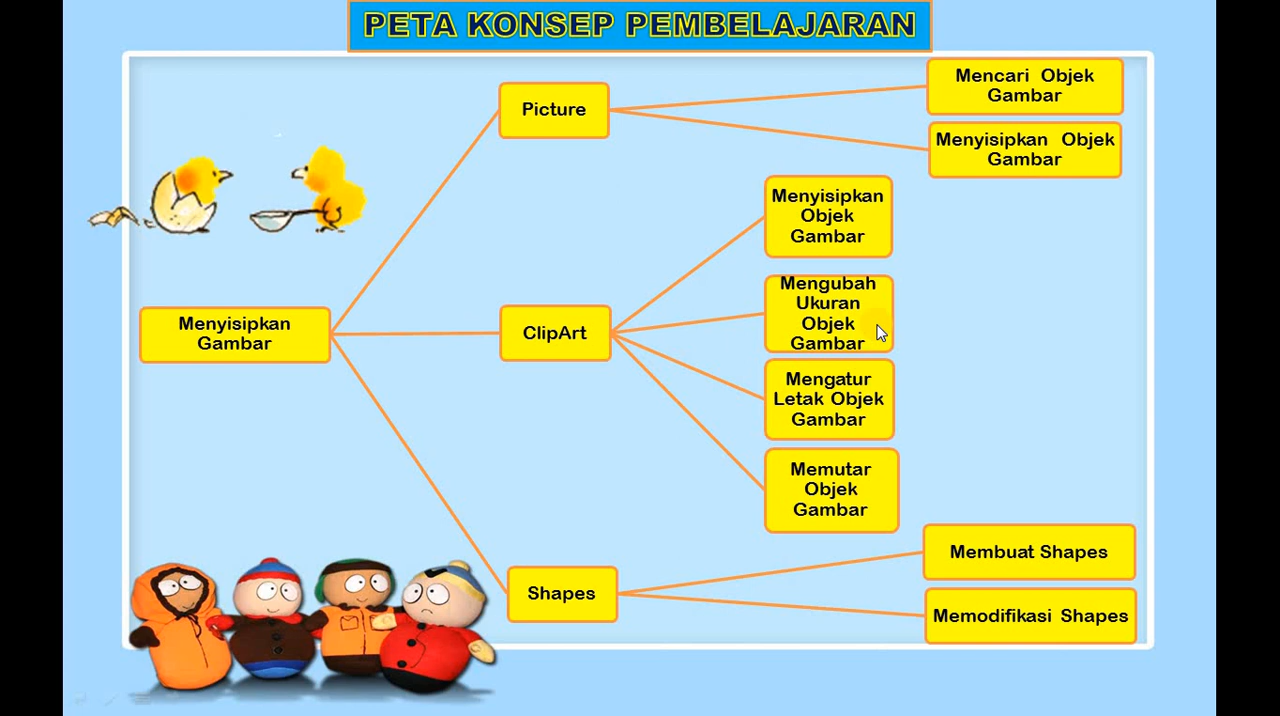 PETA KONSEP PEMBELAJARAN
Mencari Objek
Gambar
Picture
Menyisipkan Objek
Gambar
Menyisipkan
Objek
Gambar
Mengubah
Ukuran
Objek
Gambar
Menyisipkan
Gambar
ClipArt
Mengatur
Letak Objek
Gambar
Memutar
Objek
Gambar
Membuat Shapes
Shapes
Memodifikasi Shapes